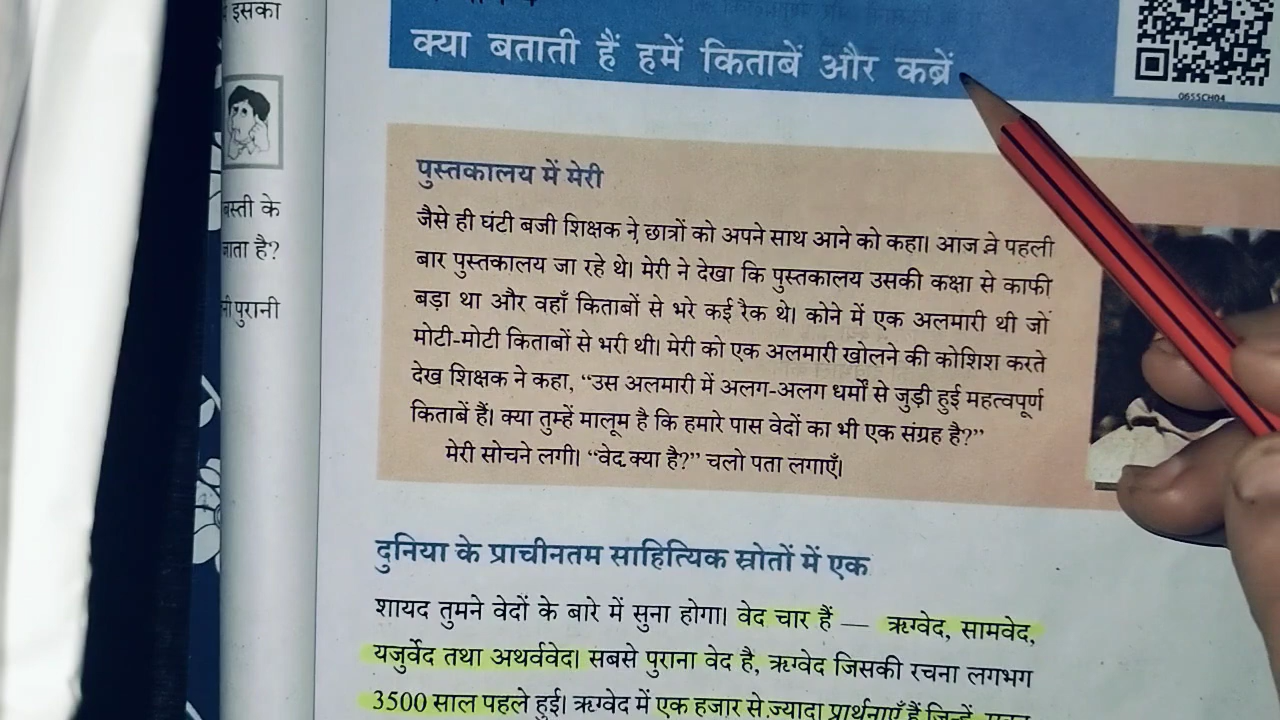 इसका
बस्ती के
जाता है?
पुरानी
क्या बताती हैं हमें किताबें और कब्रें
0655CH04
पुस्तकालय में मेरी
जैसे ही घंटी बजी शिक्षक ने छात्रों को अपने साथ आने को कहा। आज वे पहली
बार पुस्तकालय जा रहे थे। मेरी ने देखा कि पुस्तकालय उसकी कक्षा से काफी
बड़ा था और वहाँ किताबों से भरे कई रैक थे। कोने में एक अलमारी थी जों
मोटी-मोटी किताबों से भरी थी। मेरी को एक अलमारी खोलने की कोशिश करते
देख शिक्षक ने कहा, “उस अलमारी में अलग-अलग धर्मों से जुड़ी हुई महत्वपूर्ण
किताबें हैं। क्या तुम्हें मालूम है कि हमारे पास वेदों का भी एक संग्रह है?”
मेरी सोचने लगी। “वेद क्या है?” चलो पता लगाएँ।
दुनिया के प्राचीनतम साहित्यिक स्रोतों में एक
शायद तुमने वेदों के बारे में सुना होगा। वेद चार हैं — ऋग्वेद, सामवेद,
यजुर्वेद तथा अथर्ववेद। सबसे पुराना वेद है, ऋग्वेद जिसकी रचना लगभग
3500 साल पहले हुई। ऋग्वेद में एक हजार से ज़्यादा प्रार्थनाएँ हैं जिन्हें